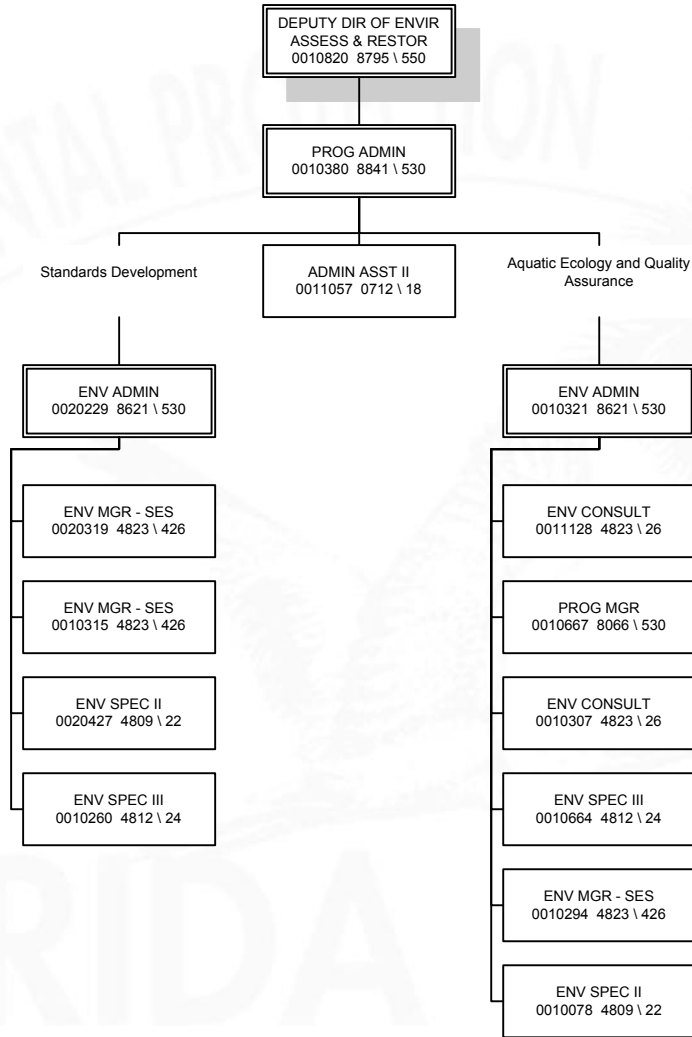 DEPUTY DIR OF ENVIR
ASSESS & RESTOR
0010820 8795 \ 550
PROG ADMIN
0010380 8841 \ 530
Standards Development
ADMIN ASST II
0011057 0712 \ 18
Aquatic Ecology and Quality
Assurance
ENV ADMIN
0020229 8621 \ 530
ENV MGR - SES
0020319 4823 \ 426
ENV MGR - SES
0010315 4823 \ 426
ENV SPEC II
0020427 4809 \ 22
ENV SPEC III
0010260 4812 \ 24
ENV ADMIN
0010321 8621 \ 530
ENV CONSULT
0011128 4823 \ 26
PROG MGR
0010667 8066 \ 530
ENV CONSULT
0010307 4823 \ 26
ENV SPEC III
0010664 4812 \ 24
ENV MGR - SES
0010294 4823 \ 426
ENV SPEC II
0010078 4809 \ 22
NTAL PROTECTION
RIDA